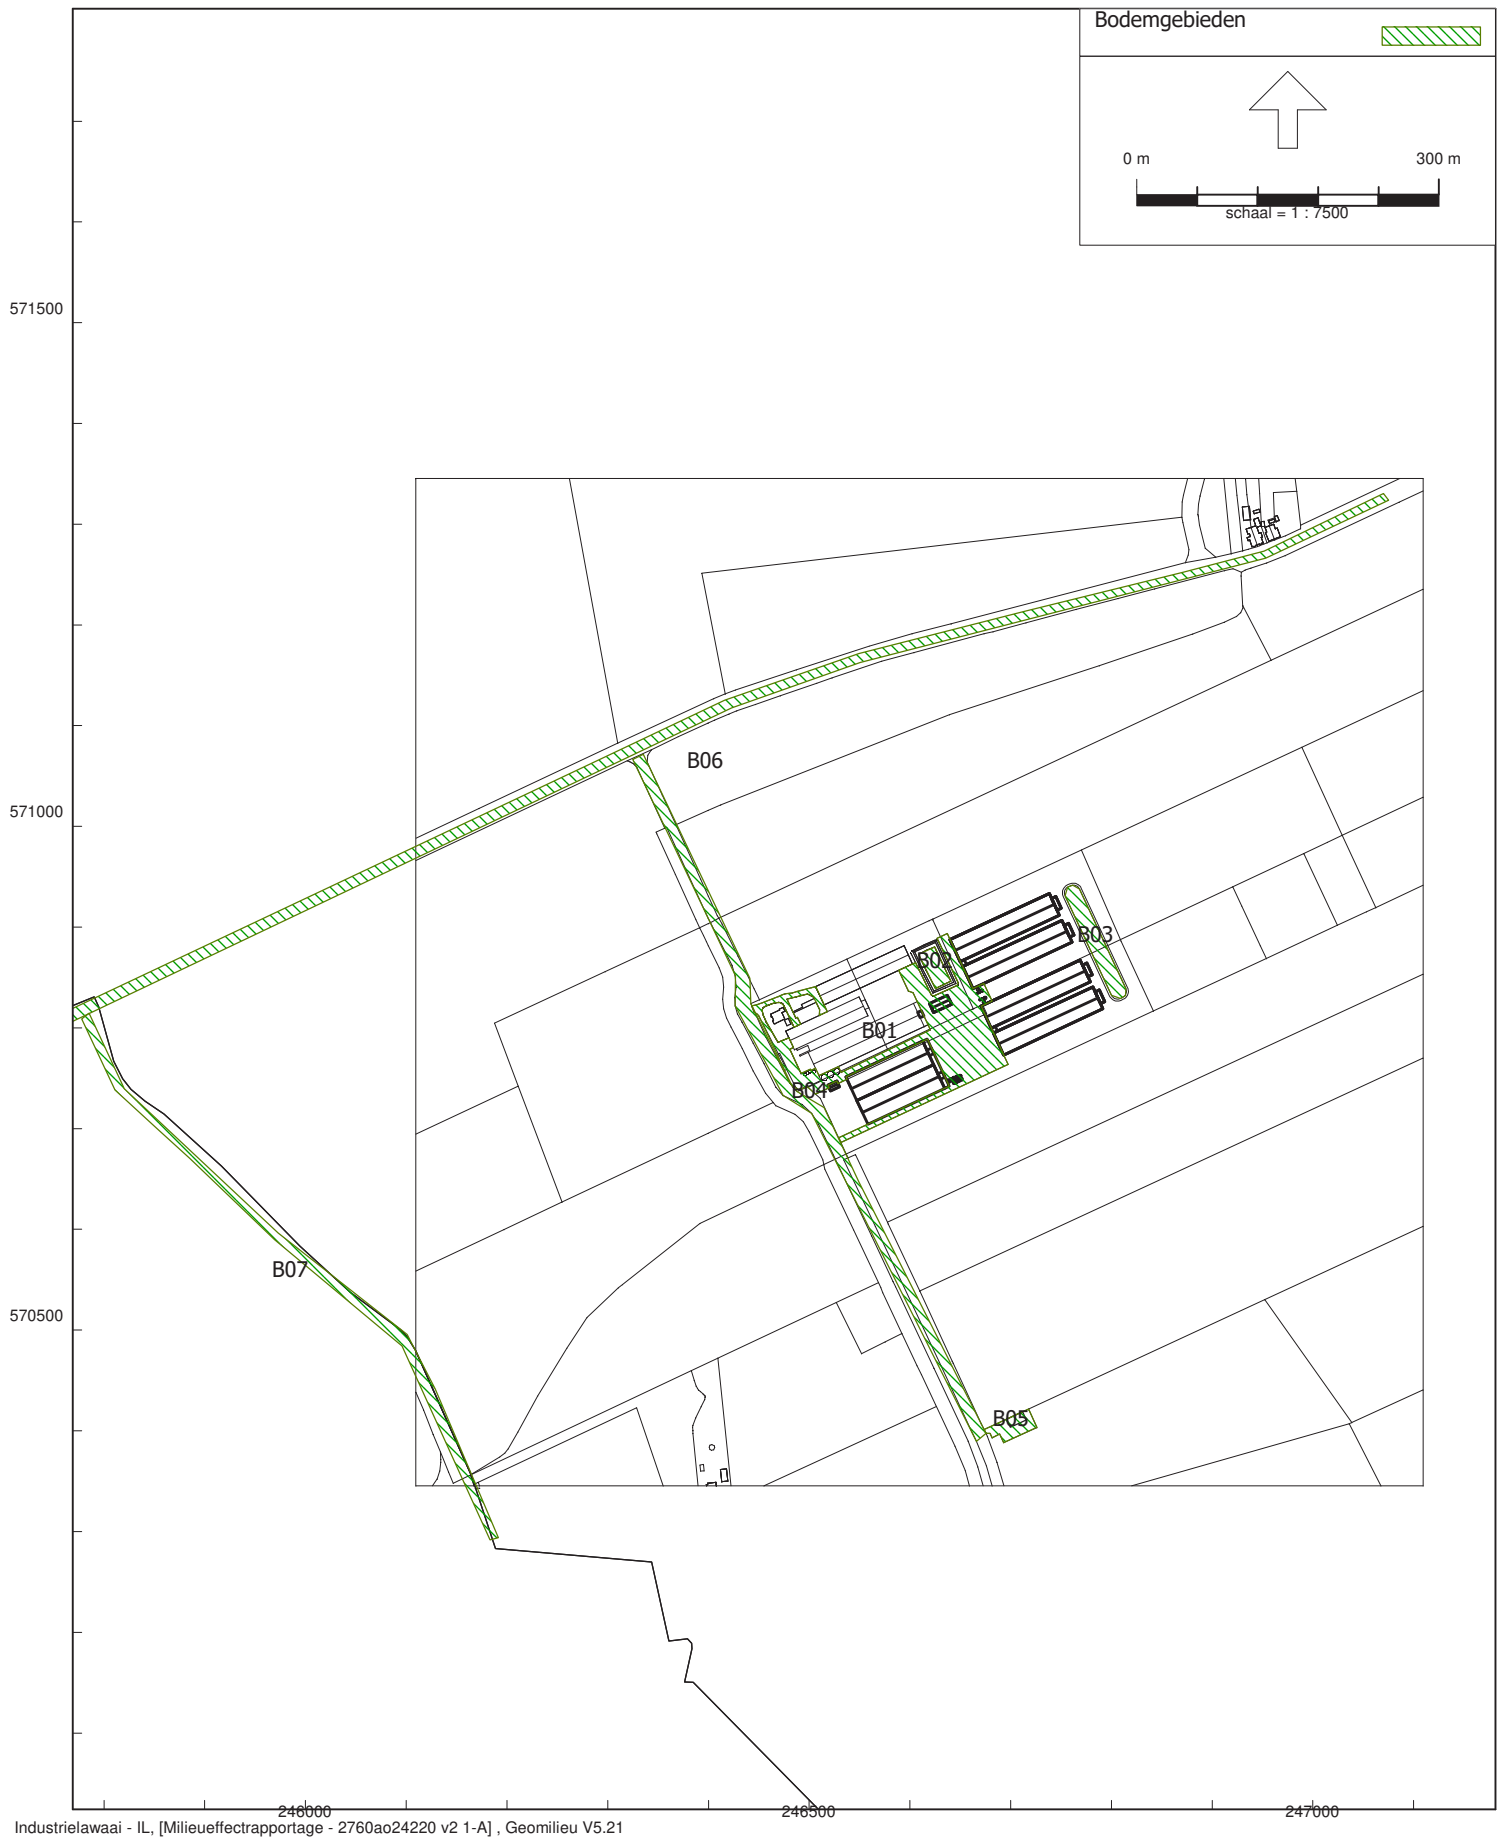 Bodemgebieden
0 m 300 m
schaal = 1 : 7500
571500
B06
571000
B03
B02
B01
B04
B07
570500
B05
246000 246500 247000
Industrielawaai - IL, [Milieueffectrapportage - 2760ao24220 v2 1-A] , Geomilieu V5.21